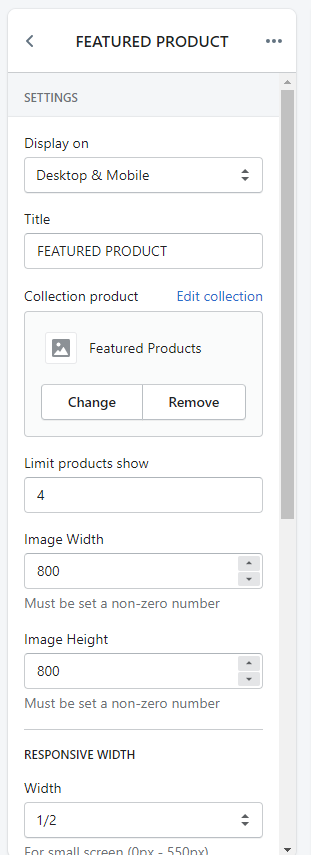 FEATURED PRODUCT
SETTINGS
Display on
Desktop & Mobile
Title
FEATURED PRODUCT
Collection product Edit collection
Featured Products
Change Remove
Limit products show
4
Image Width
800
Must be set a non-zero number
Image Height
800
Must be set a non-zero number
RESPONSIVE WIDTH
Width
1/2
For small screen (0px - 550px)